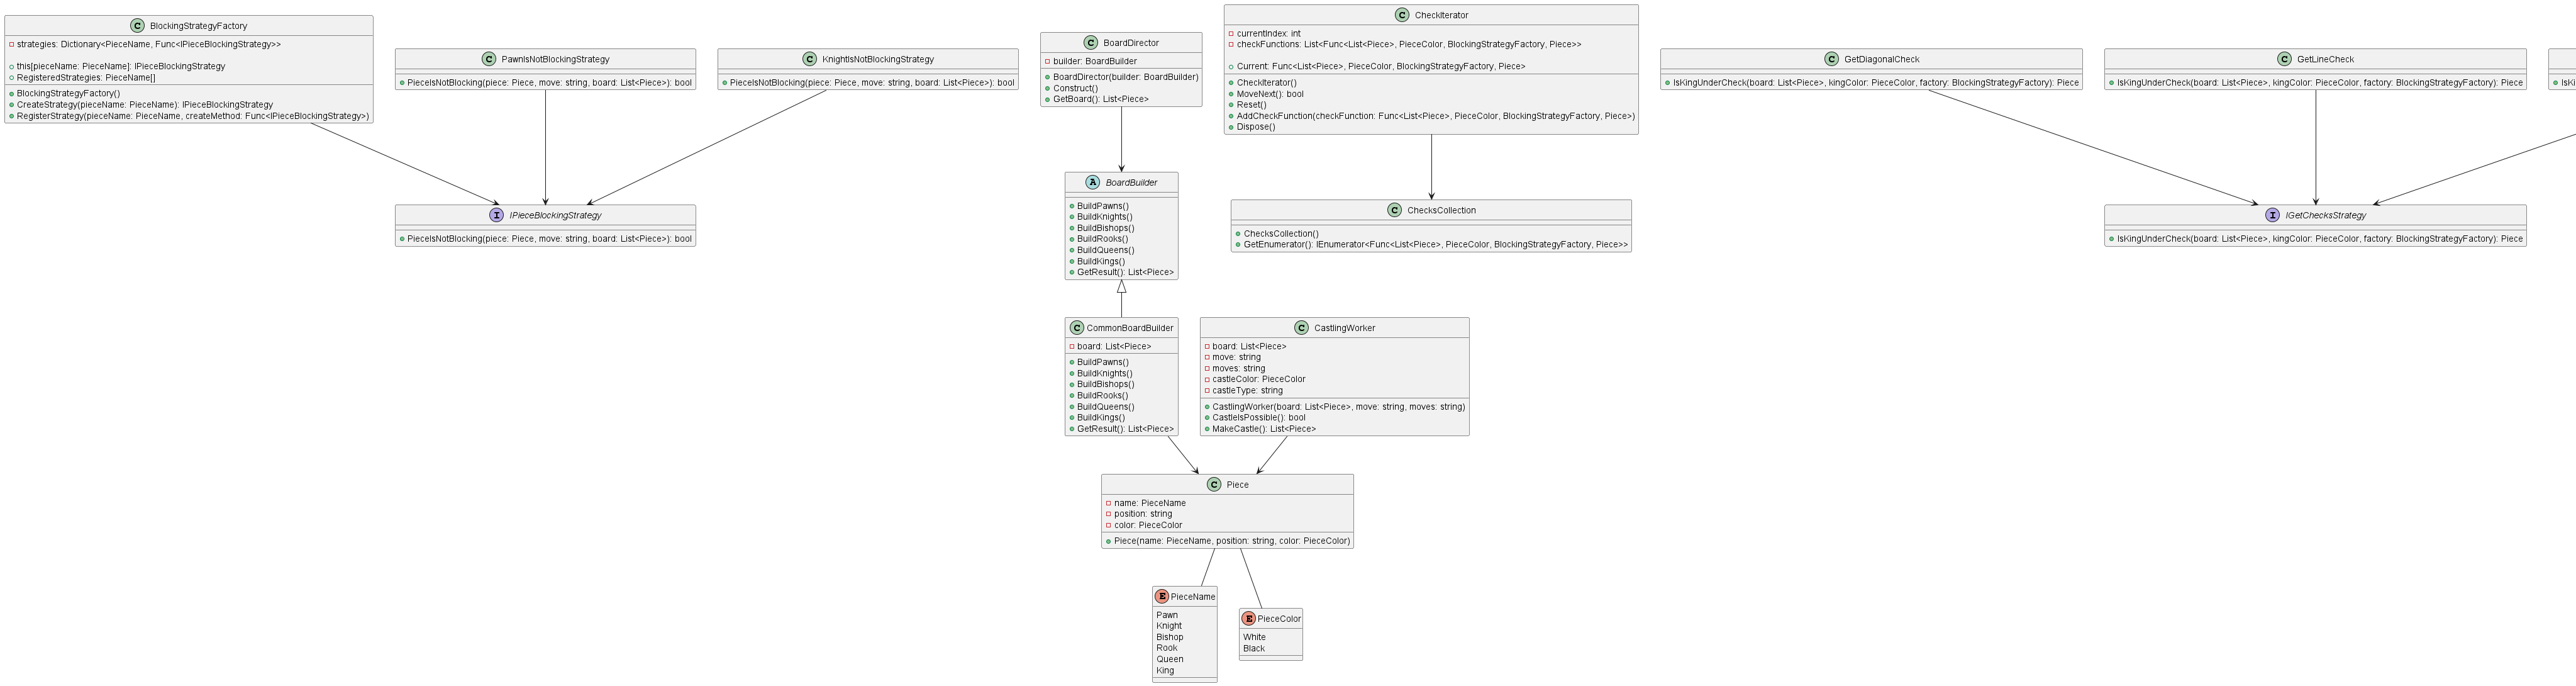 C BlockingStrategyFactory
strategies: Dictionary<PieceName, Func<IPieceBlockingStrategy>>
this[pieceName: PieceName]: IPieceBlockingStrategy
RegisteredStrategies: PieceName[]
BlockingStrategyFactory()
CreateStrategy(pieceName: PieceName): IPieceBlockingStrategy
RegisterStrategy(pieceName: PieceName, createMethod: Func<IPieceBlockingStrategy>)
C PawnIsNotBlockingStrategy
PieceIsNotBlocking(piece: Piece, move: string, board: List<Piece>): bool
C KnightIsNotBlockingStrategy
PieceIsNotBlocking(piece: Piece, move: string, board: List<Piece>): bool
I IPieceBlockingStrategy
PieceIsNotBlocking(piece: Piece, move: string, board: List<Piece>): bool
C BoardDirector
builder: BoardBuilder
BoardDirector(builder: BoardBuilder)
Construct()
GetBoard(): List<Piece>
A BoardBuilder
BuildPawns()
BuildKnights()
BuildBishops()
BuildRooks()
BuildQueens()
BuildKings()
GetResult(): List<Piece>
C CommonBoardBuilder
board: List<Piece>
BuildPawns()
BuildKnights()
BuildBishops()
BuildRooks()
BuildQueens()
BuildKings()
GetResult(): List<Piece>
C CheckIterator
currentIndex: int
checkFunctions: List<Func<List<Piece>, PieceColor, BlockingStrategyFactory, Piece>>
Current: Func<List<Piece>, PieceColor, BlockingStrategyFactory, Piece>
CheckIterator()
MoveNext(): bool
Reset()
AddCheckFunction(checkFunction: Func<List<Piece>, PieceColor, BlockingStrategyFactory, Piece>)
Dispose()
C ChecksCollection
ChecksCollection()
GetEnumerator(): IEnumerator<Func<List<Piece>, PieceColor, BlockingStrategyFactory, Piece>>
C CastlingWorker
board: List<Piece>
move: string
moves: string
castleColor: PieceColor
castleType: string
CastlingWorker(board: List<Piece>, move: string, moves: string)
CastleIsPossible(): bool
MakeCastle(): List<Piece>
C Piece
name: PieceName
position: string
color: PieceColor
Piece(name: PieceName, position: string, color: PieceColor)
E PieceName
Pawn
Knight
Bishop
Rook
Queen
King
E PieceColor
White
Black
C GetDiagonalCheck
IsKingUnderCheck(board: List<Piece>, kingColor: PieceColor, factory: BlockingStrategyFactory): Piece
C GetLineCheck
IsKingUnderCheck(board: List<Piece>, kingColor: PieceColor, factory: BlockingStrategyFactory): Piece
I IGetChecksStrategy
IsKingUnderCheck(board: List<Piece>, kingColor: PieceColor, factory: BlockingStrategyFactory): Piece